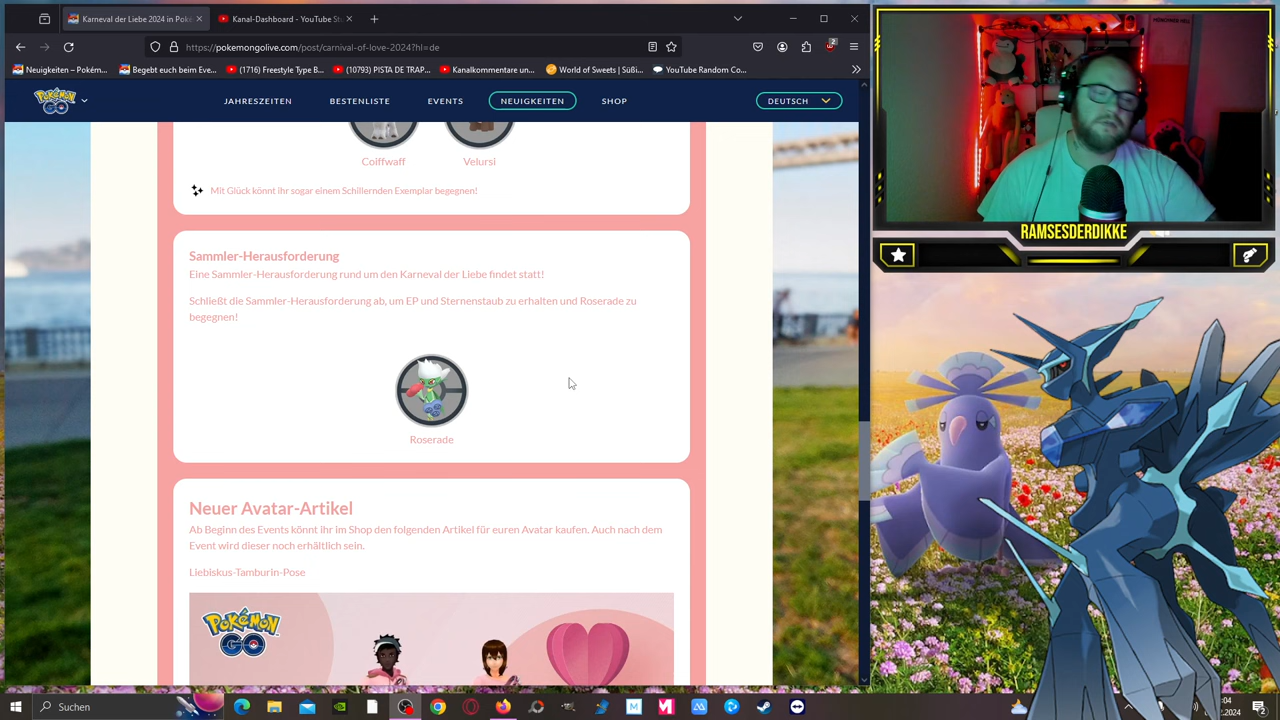 Karneval der Liebe 2024 in Poké
Kanal-Dashboard - YouTube St
https://pokemongolive.com/post/carnival-of-love-2024?hl=de
2
Neuigkeiten – Pokém...
Begebt euch beim Eve...
(1716) Freestyle Type B...
(10793) PISTA DE TRAP...
Kanalkommentare un...
World of Sweets | Süßi...
YouTube Random Co...
Pokémon GO
JAHRESZEITEN
BESTENLISTE
EVENTS
NEUIGKEITEN
SHOP
DEUTSCH
Coiffwaff
Velursi
Mit Glück könnt ihr sogar einem Schillernden Exemplar begegnen!
Sammler-Herausforderung
Eine Sammler-Herausforderung rund um den Karneval der Liebe findet statt!
Schließt die Sammler-Herausforderung ab, um EP und Sternenstaub zu erhalten und Roserade zu
begegnen!
Roserade
Neuer Avatar-Artikel
Ab Beginn des Events könnt ihr im Shop den folgenden Artikel für euren Avatar kaufen. Auch nach dem
Event wird dieser noch erhältlich sein.
Liebiskus-Tamburin-Pose
Pokémon GO
RAMSESDERDIKKE
Suchen
:04
.2024
2